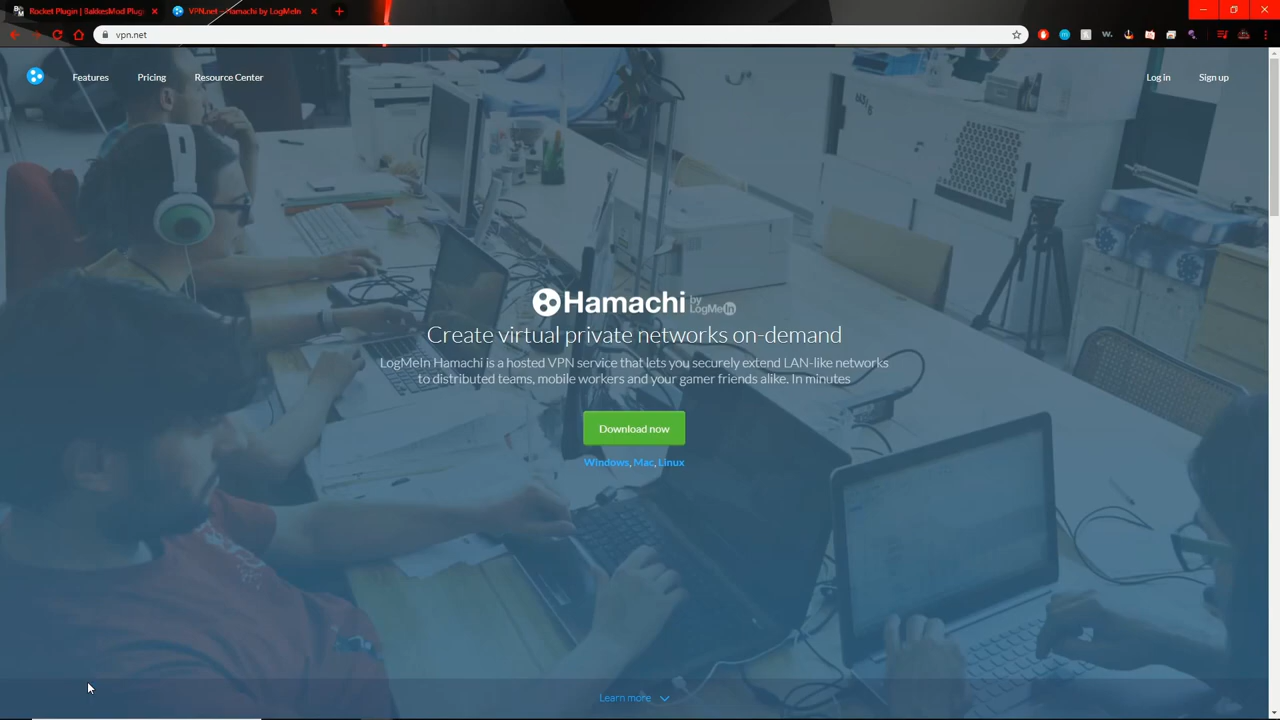 Rocket Plugin | BakkesMod Plug
VPN.net – Hamachi by LogMeIn
vpn.net
Features
Pricing
Resource Center
Log in
Sign up
Hamachi by LogMeIn
Create virtual private networks on-demand
LogMeIn Hamachi is a hosted VPN service that lets you securely extend LAN-like networks
to distributed teams, mobile workers and your gamer friends alike. In minutes
Download now
Windows, Mac, Linux
Learn more